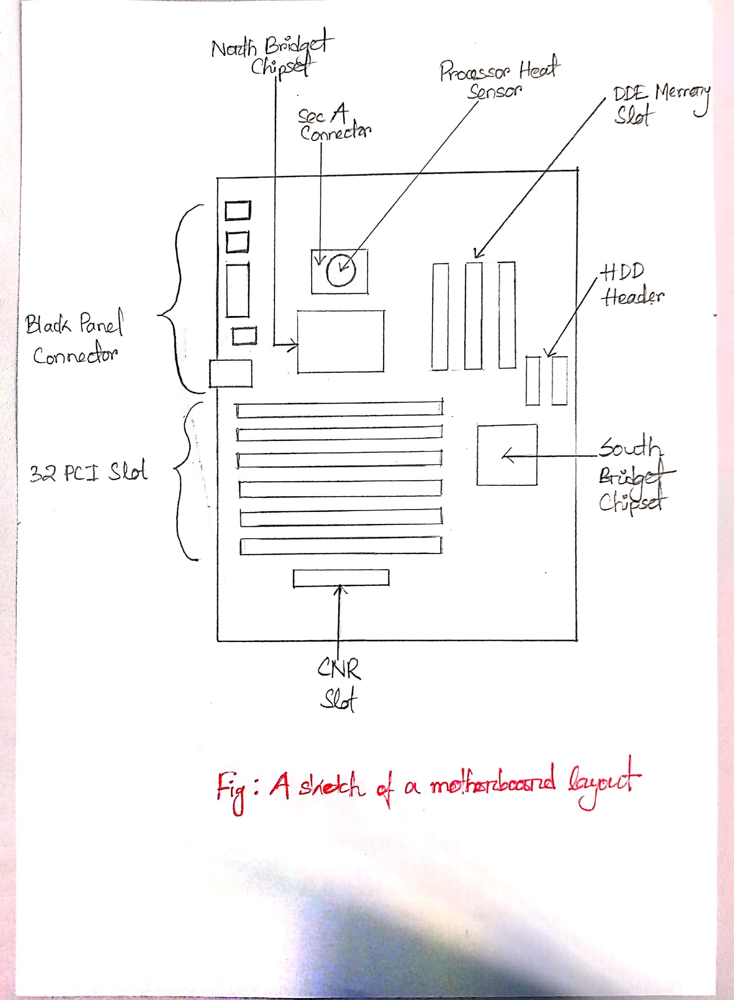 North Bridget
Chipset
Processor Heat
Sensor
DDE Memory
Slot
Soc A
Connector
HDD
Header
Black Panel
Connector
South
Bridget
Chipset
32 PCI Slot
CNR
Slot
Fig: A sketch of a motherboard layout